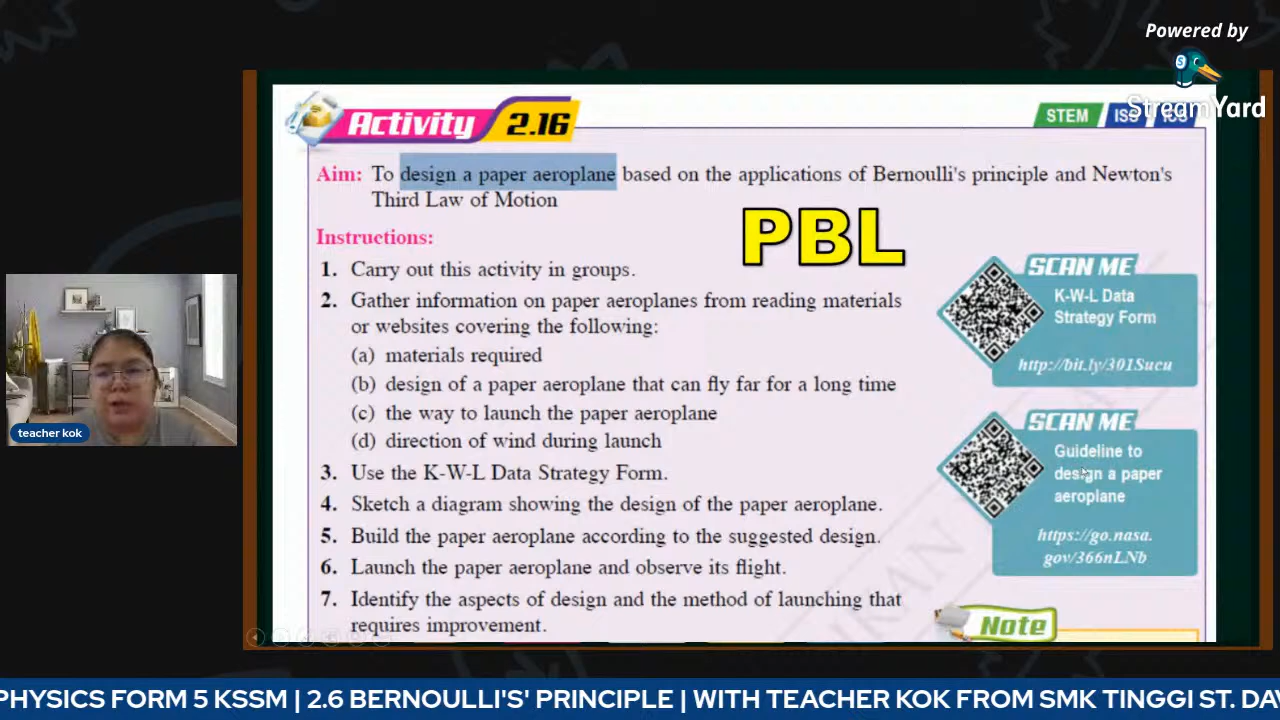 Powered by
StreamYard
Activity 2.16
STEM
ISS
Aim: To design a paper aeroplane based on the applications of Bernoulli's principle and Newton's
Third Law of Motion
PBL
Instructions:
1. Carry out this activity in groups.
2. Gather information on paper aeroplanes from reading materials
or websites covering the following:
(a) materials required
(b) design of a paper aeroplane that can fly far for a long time
(c) the way to launch the paper aeroplane
(d) direction of wind during launch
3. Use the K-W-L Data Strategy Form.
4. Sketch a diagram showing the design of the paper aeroplane.
5. Build the paper aeroplane according to the suggested design.
6. Launch the paper aeroplane and observe its flight.
7. Identify the aspects of design and the method of launching that
requires improvement.
SCAN ME
K-W-L Data
Strategy Form
http://bit.ly/301Sucu
SCAN ME
Guideline to
design a paper
aeroplane
https://go.nasa.
gov/366nLNb
Note
teacher kok
PHYSICS FORM 5 KSSM | 2.6 BERNOULLI'S' PRINCIPLE | WITH TEACHER KOK FROM SMK TINGGI ST. DAV